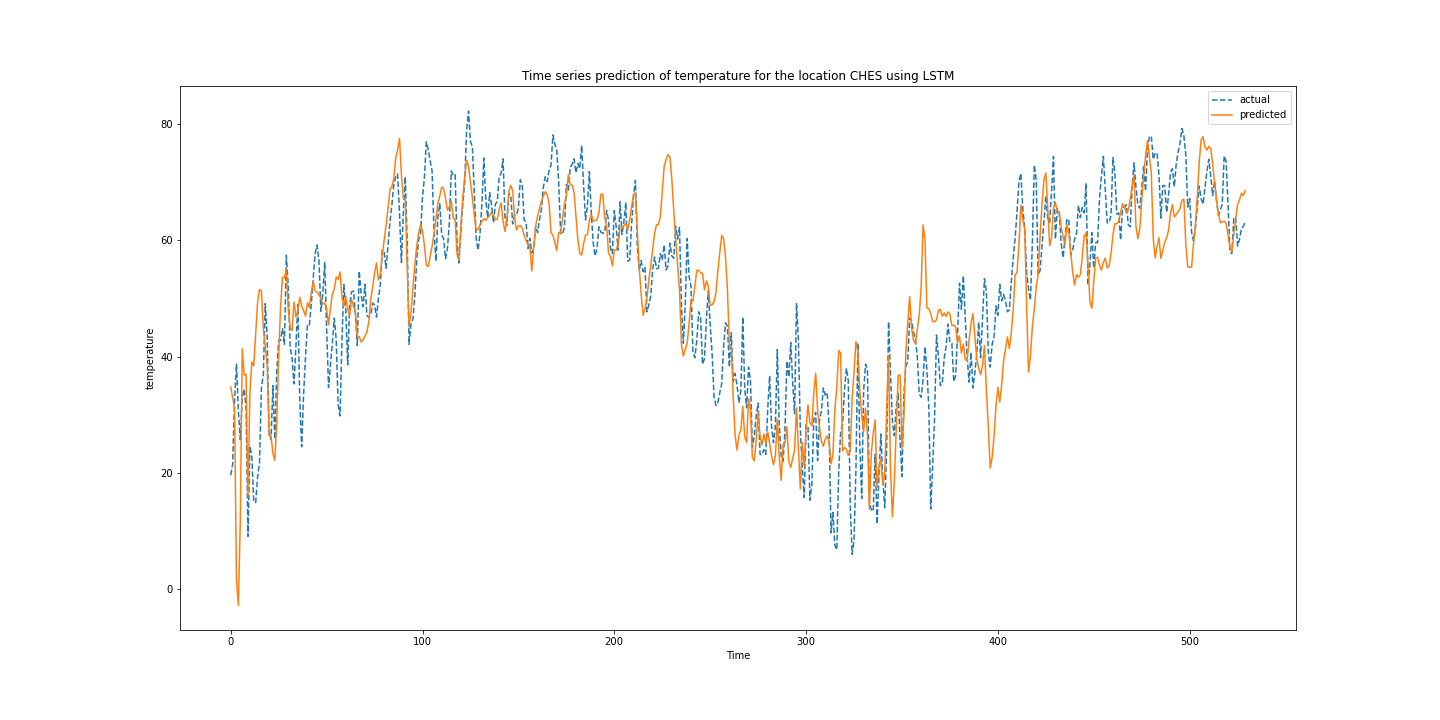 Time series prediction of temperature for the location CHES using LSTM
actual
predicted
80
60
40
20
0
temperature
0 100 200 300 400 500
Time